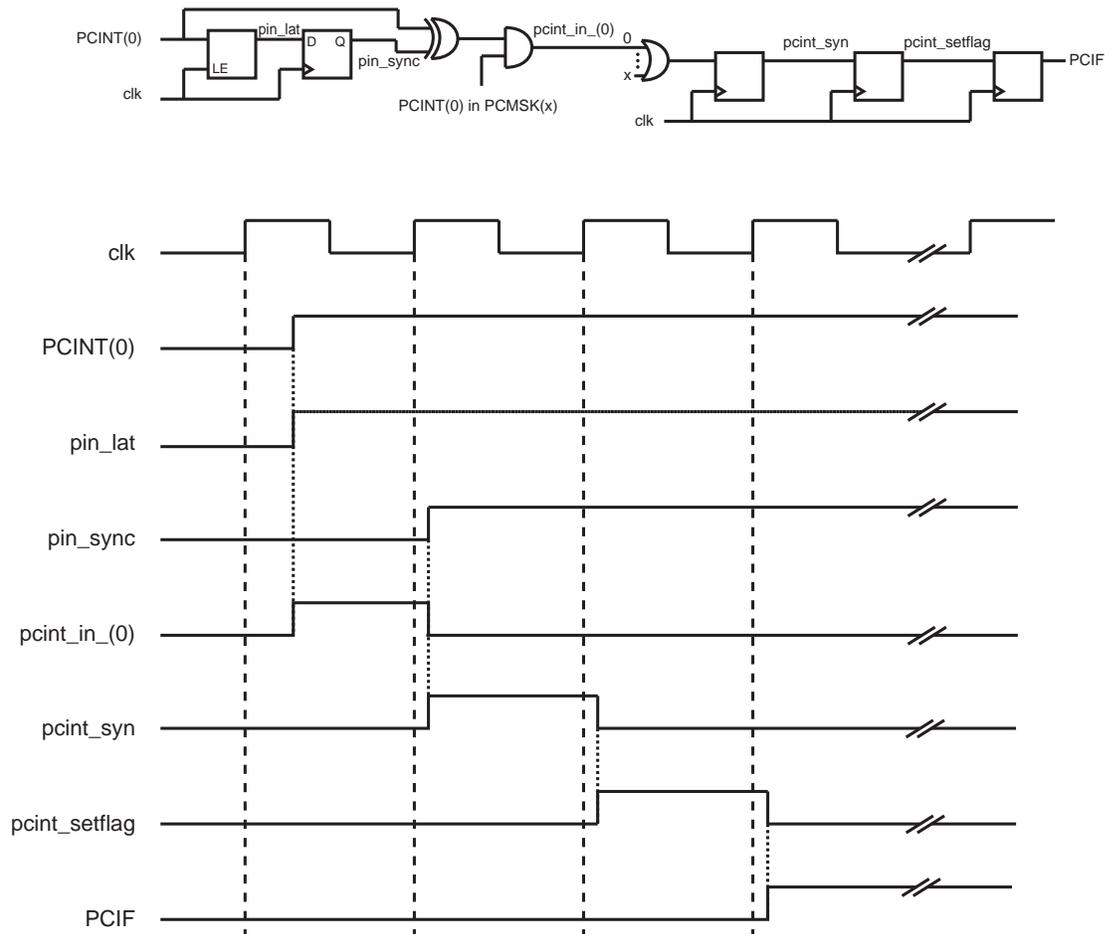 PCINT(0)
pin_lat
D Q
LE
pin_sync
clk
PCINT(0) in PCMSK(x)
pcint_in_(0)
0
x
clk
pcint_syn
pcint_setflag
PCIF
clk
PCINT(0)
pin_lat
pin_sync
pcint_in_(0)
pcint_syn
pcint_setflag
PCIF